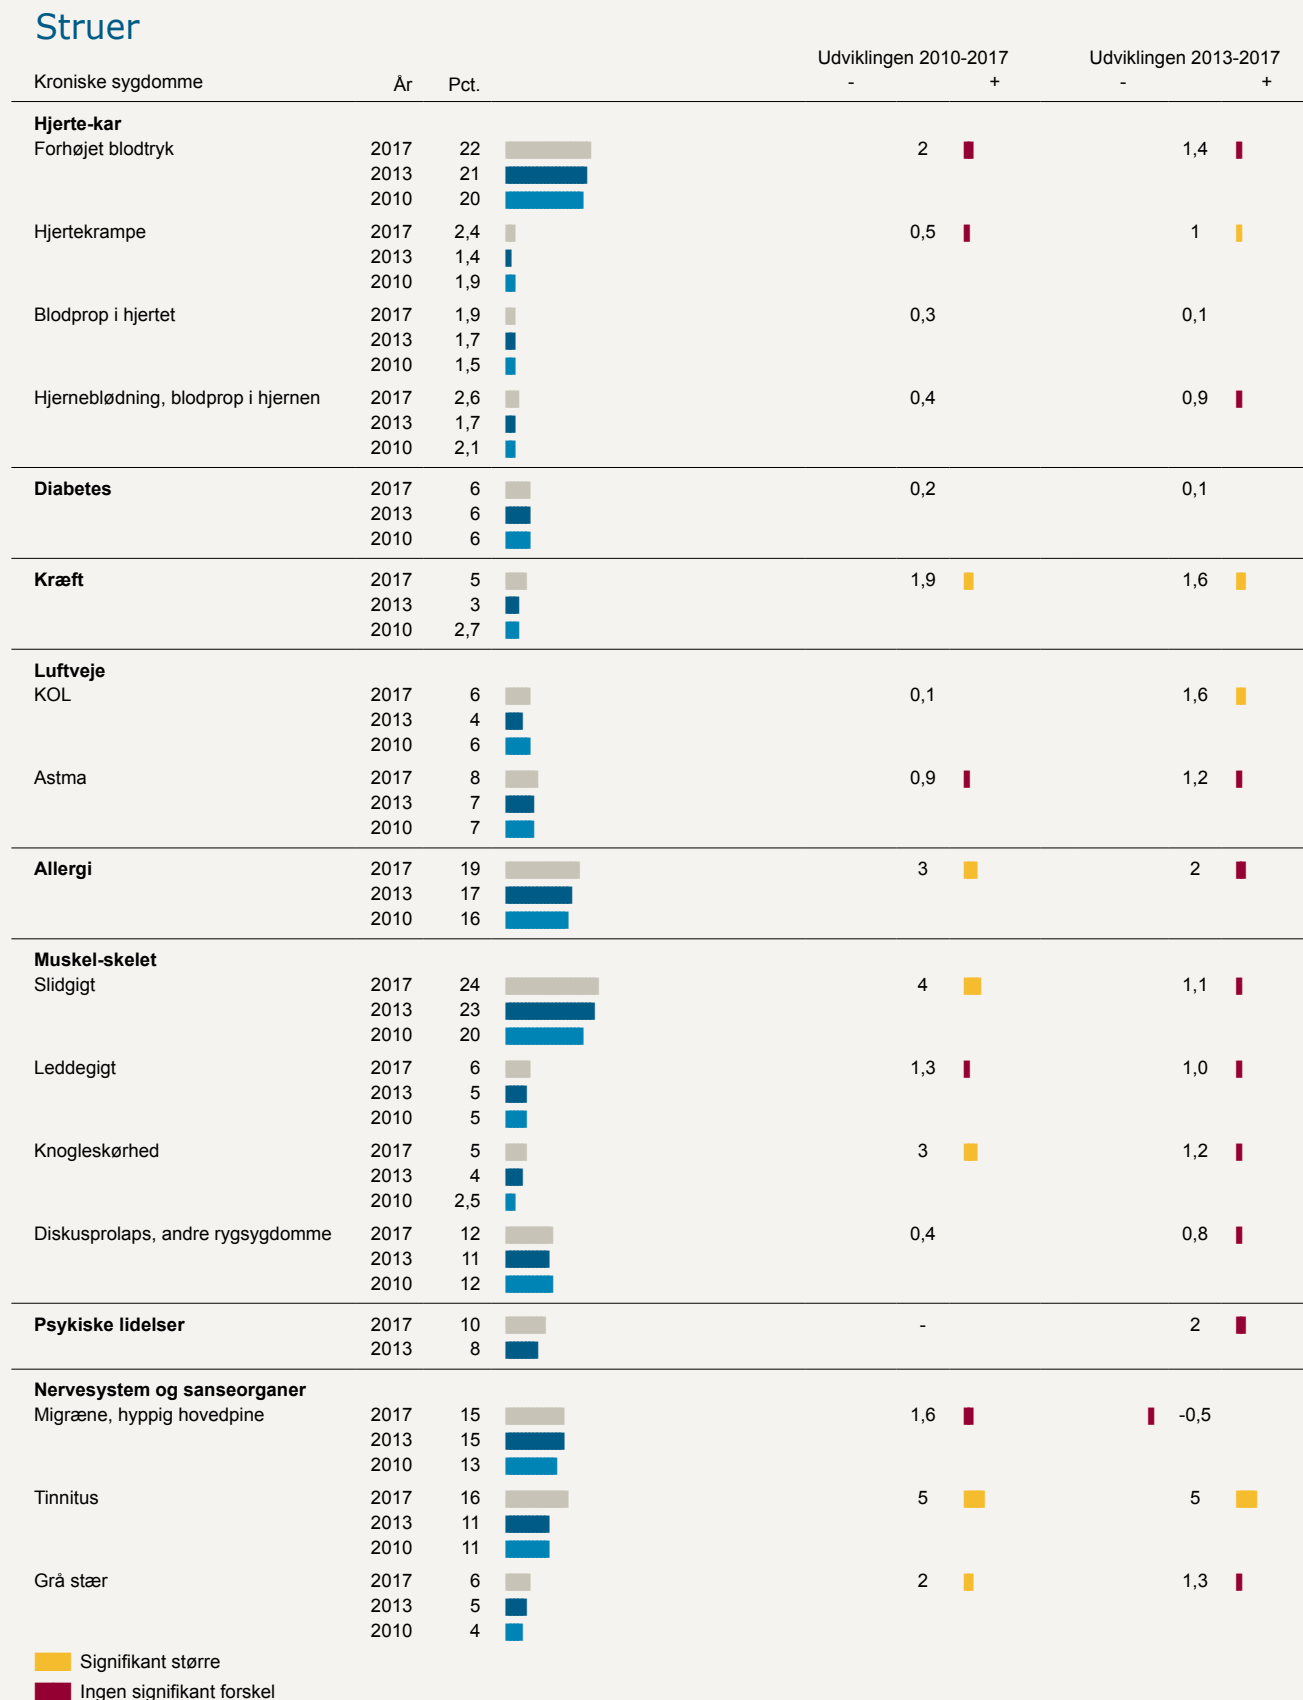 Struer
Udviklingen 2010-2017 Udviklingen 2013-2017
Kroniske sygdomme År Pct. - + - +
Hjerte-kar
Forhøjet blodtryk 2017 22 2 1,4
2013 21
2010 20
Hjertekrampe 2017 2,4 0,5 1
2013 1,4
2010 1,9
Blodprop i hjertet 2017 1,9 0,3 0,1
2013 1,7
2010 1,5
Hjerneblødning, blodprop i hjernen 2017 2,6 0,4 0,9
2013 1,7
2010 2,1
Diabetes 2017 6 0,2 0,1
2013 6
2010 6
Kræft 2017 5 1,9 1,6
2013 3
2010 2,7
Luftveje
KOL 2017 6 0,1 1,6
2013 4
2010 6
Astma 2017 8 0,9 1,2
2013 7
2010 7
Allergi 2017 19 3 2
2013 17
2010 16
Muskel-skelet
Slidgigt 2017 24 4 1,1
2013 23
2010 20
Leddegigt 2017 6 1,3 1,0
2013 5
2010 5
Knogleskørhed 2017 5 3 1,2
2013 4
2010 2,5
Diskusprolaps, andre rygsygdomme 2017 12 0,4 0,8
2013 11
2010 12
Psykiske lidelser 2017 10 - 2
2013 8
Nervesystem og sanseorganer
Migræne, hyppig hovedpine 2017 15 1,6 -0,5
2013 15
2010 13
Tinnitus 2017 16 5 5
2013 11
2010 11
Grå stær 2017 6 2 1,3
2013 5
2010 4
Signifikant større
Ingen signifikant forskel